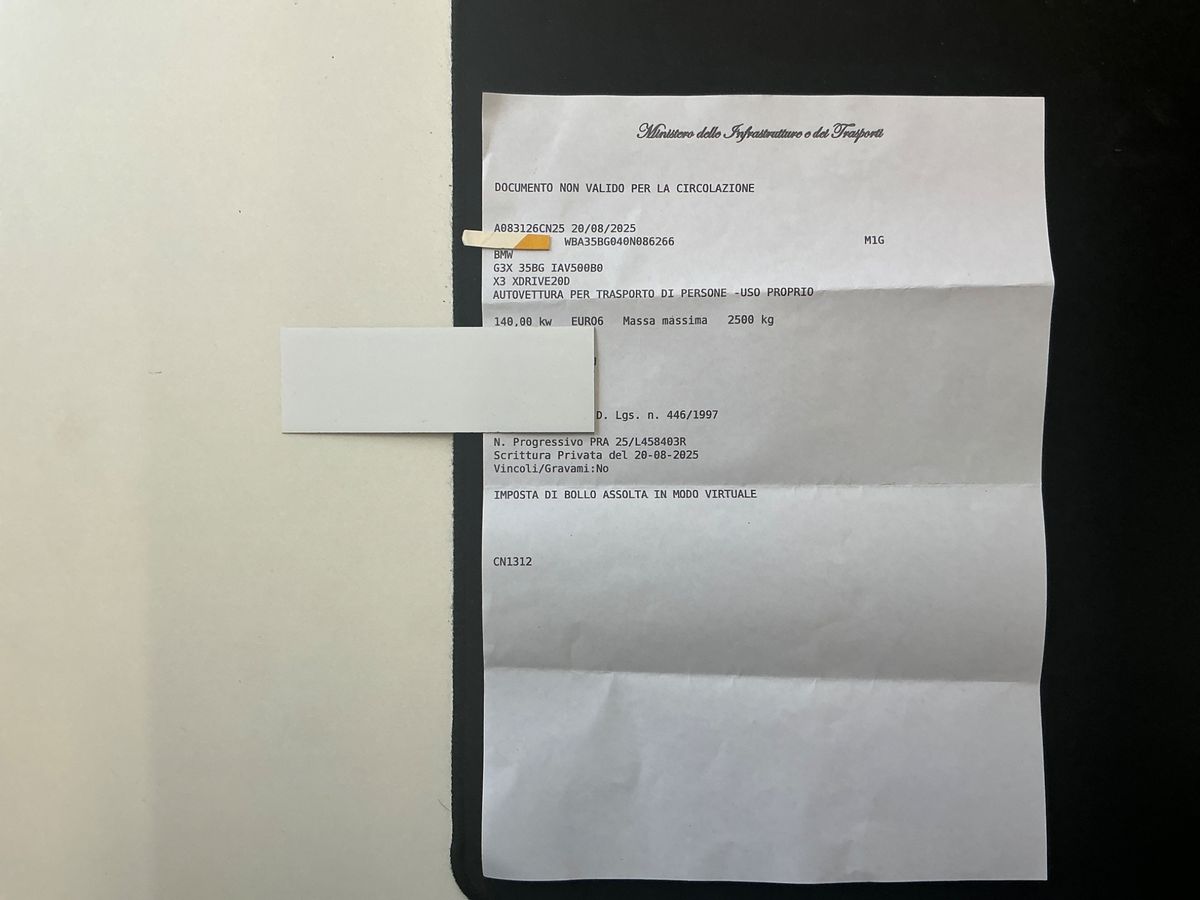 Ministero delle Infrastrutture e dei Trasporti
DOCUMENTO NON VALIDO PER LA CIRCOLAZIONE
A083126CN25 20/08/2025
WBA35BG040N086266 M1G
BMW
G3X 35BG IAV500B0
X3 XDRIVE20D
AUTOVETTURA PER TRASPORTO DI PERSONE -USO PROPRIO
140,00 kw EURO6 Massa massima 2500 kg
D. Lgs. n. 446/1997
N. Progressivo PRA 25/L458403R
Scrittura Privata del 20-08-2025
Vincoli/Gravami:No
IMPOSTA DI BOLLO ASSOLTA IN MODO VIRTUALE
CN1312